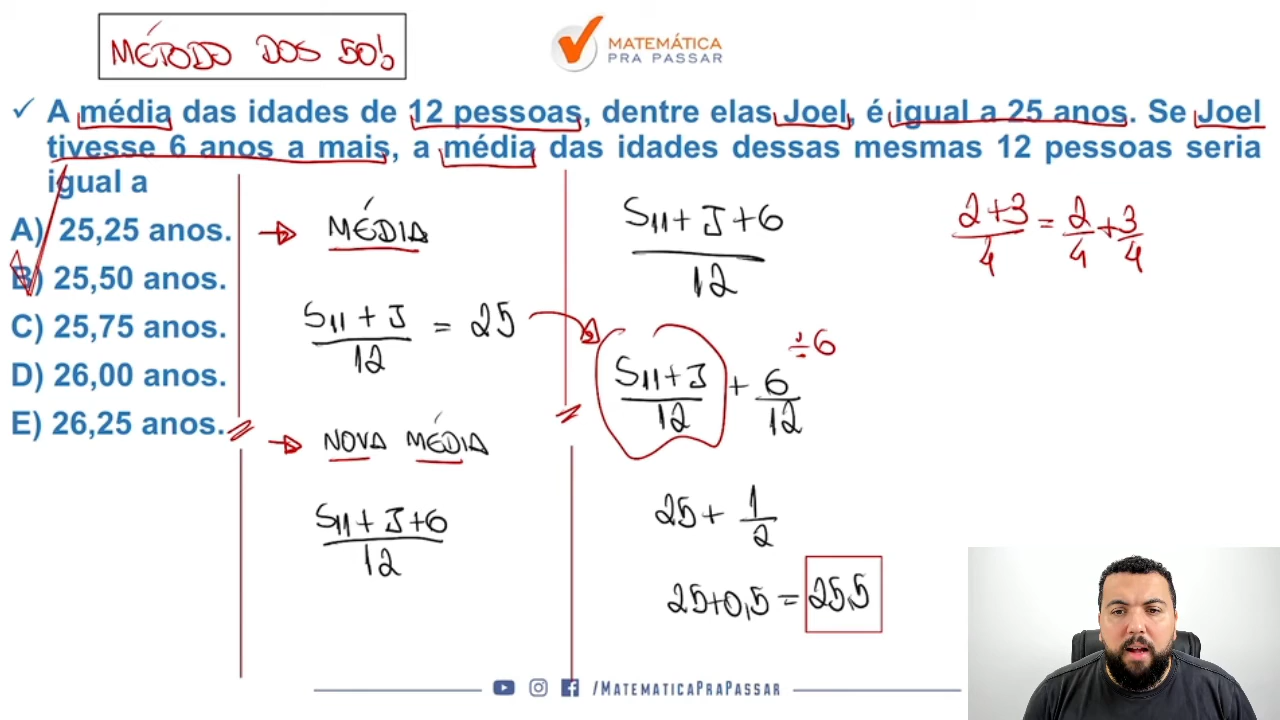 MÉTODO DOS 50!
MATEMÁTICA
PRA PASSAR
✓ A média das idades de 12 pessoas, dentre elas Joel, é igual a 25 anos. Se Joel
tivesse 6 anos a mais, a média das idades dessas mesmas 12 pessoas seria
igual a
A) 25,25 anos.
B) 25,50 anos.
C) 25,75 anos.
D) 26,00 anos.
E) 26,25 anos.
→ MÉDIA
S11 + J / 12 = 25
→ NOVA MÉDIA
S11 + J + 6 / 12
S11 + J + 6 / 12
S11 + J / 12 + 6 / 12 ÷6
25 + 1 / 2
25+0,5 = 25,5
2+3 / 4 = 2 / 4 + 3 / 4
/MATEMATICAPRAPASSAR